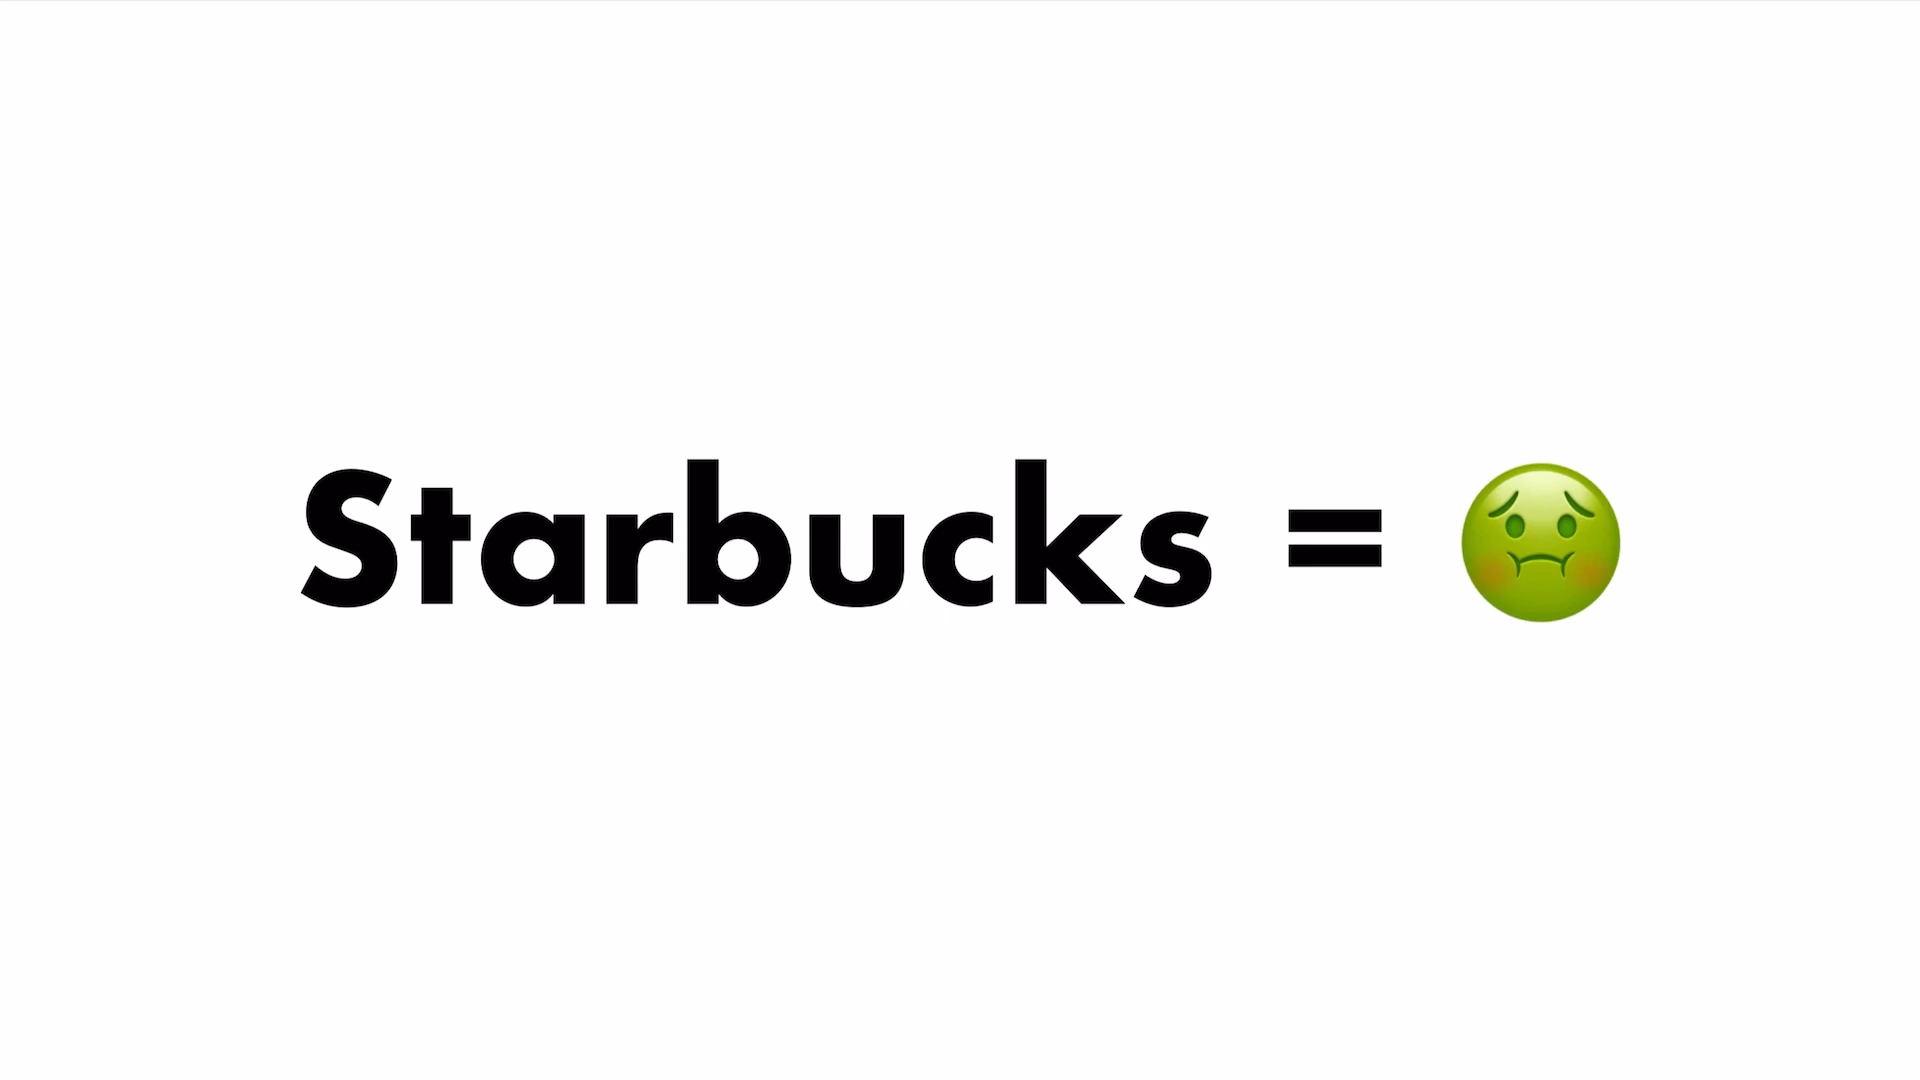 Starbucks = 🤢